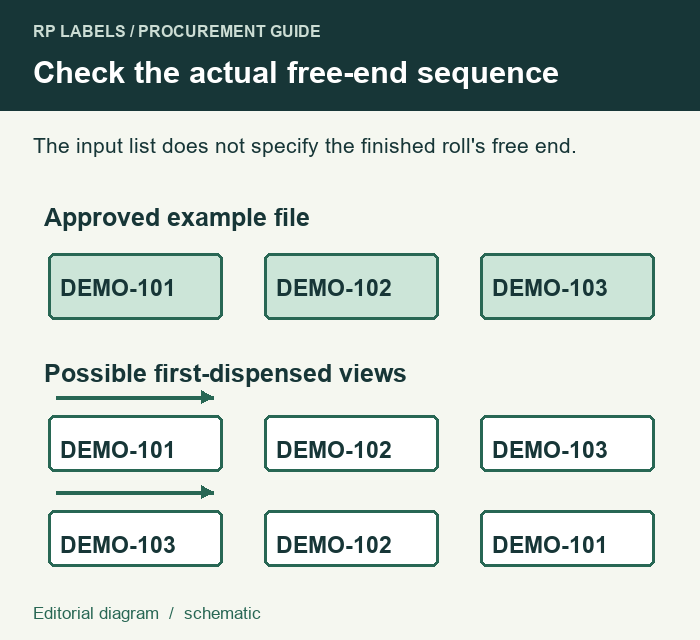 RP LABELS / PROCUREMENT GUIDE
Check the actual free-end sequence
The input list does not specify the finished roll's free end.
Approved example file
DEMO-101 DEMO-102 DEMO-103
Possible first-dispensed views
DEMO-101 DEMO-102 DEMO-103
DEMO-103 DEMO-102 DEMO-101
Editorial diagram / schematic